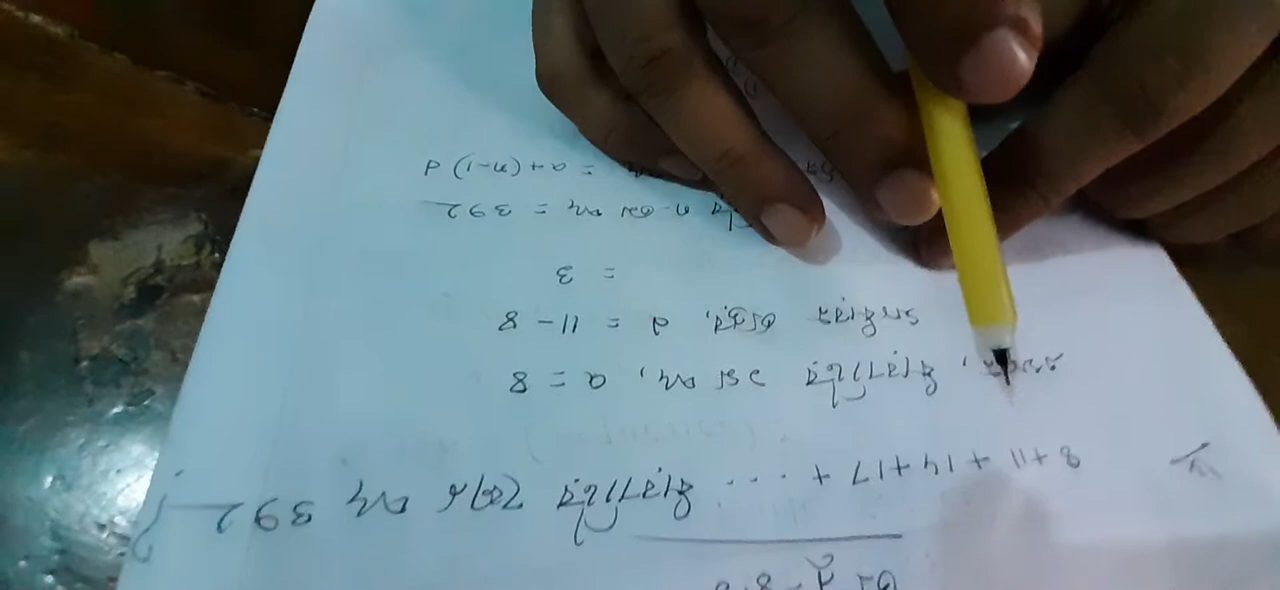 8+11+14+17+ ... ধারাটির কোন পদ 392 ?
ধারাটির ১ম পদ, a = 8
সাধারণ অন্তর, d = 11 - 8
= 3
n-তম পদ = 392
= a+(n-1) d